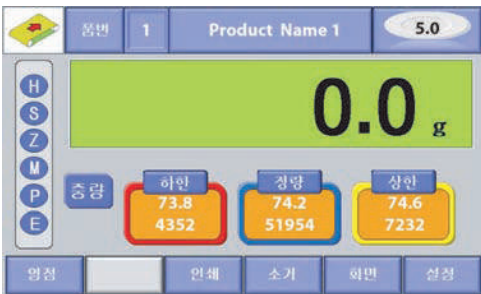 품번 1 Product Name 1 5.0
H
S
Z
M
P
E
0.0 g
중량
하한 정량 상한
73.8 74.2 74.6
4352 51954 7232
영점 인쇄 소거 화면 설정